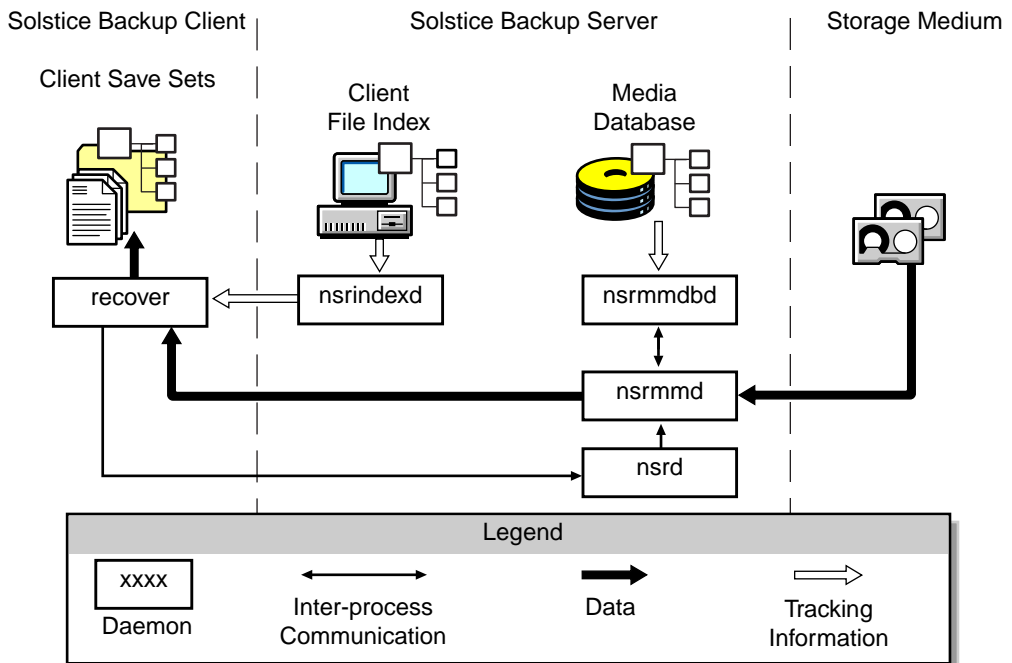 Solstice Backup Client
Solstice Backup Server
Storage Medium
Client Save Sets
Client
File Index
Media
Database
recover
nsrindexd
nsrmmdbd
nsrmmd
nsrd
Legend
xxxx
Daemon
Inter-process
Communication
Data
Tracking
Information